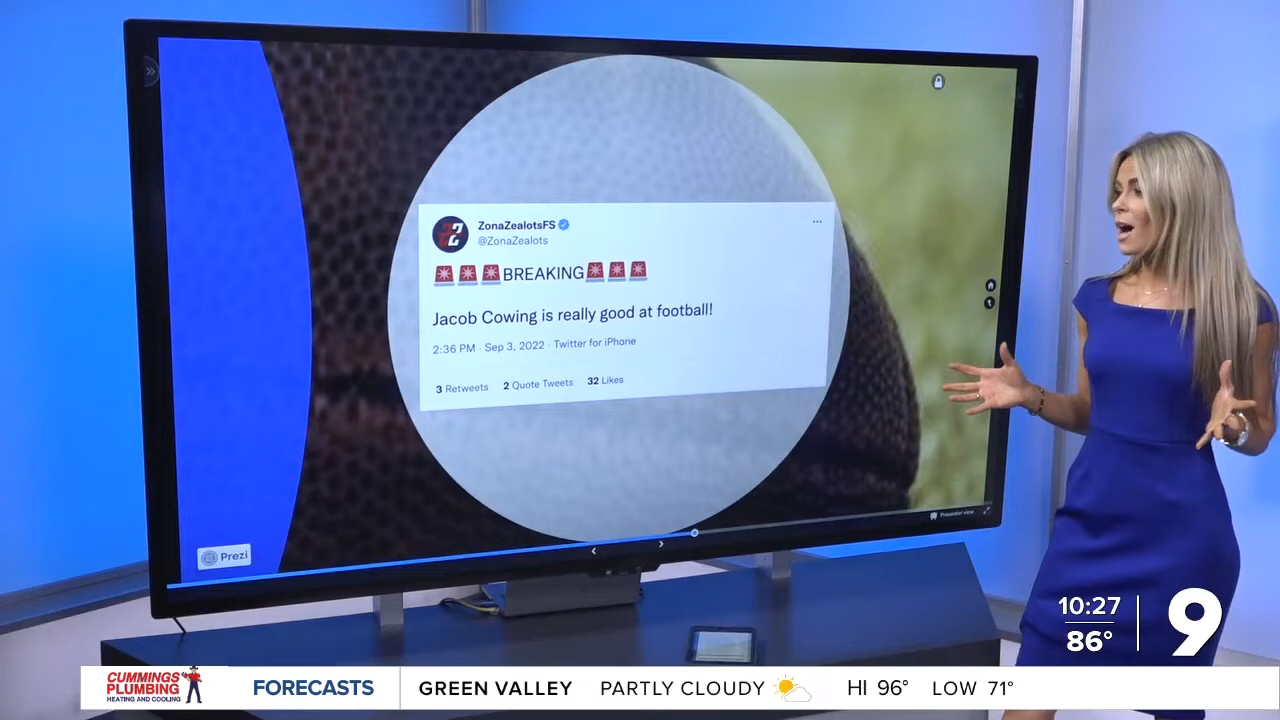 ZonaZealotsFS
@ZonaZealots
🚨🚨🚨BREAKING🚨🚨🚨
Jacob Cowing is really good at football!
2:36 PM · Sep 3, 2022 · Twitter for iPhone
3 Retweets 2 Quote Tweets 32 Likes
Presenter view
Prezi
10:27
86°
9
CUMMINGS
PLUMBING
HEATING AND COOLING
FORECASTS
GREEN VALLEY PARTLY CLOUDY HI 96° LOW 71°